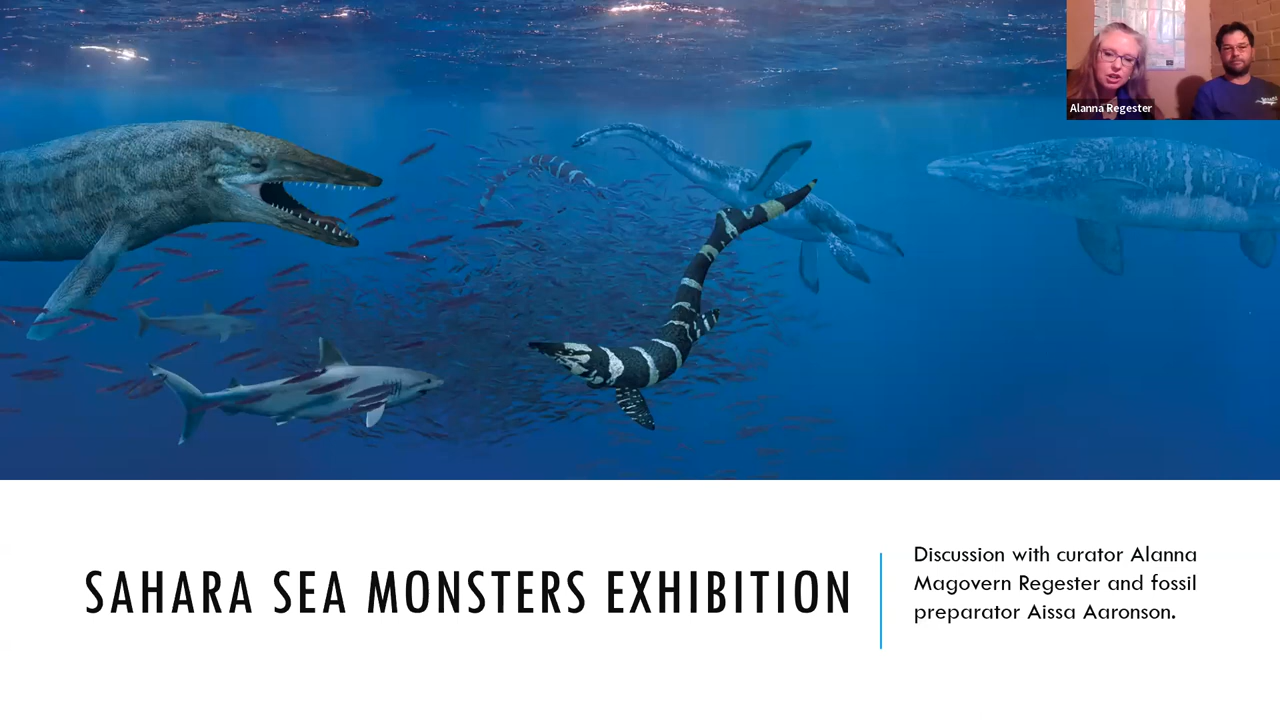 Alanna Regester
SAHARA SEA MONSTERS EXHIBITION
Discussion with curator Alanna
Magovern Regester and fossil
preparator Aissa Aaronson.